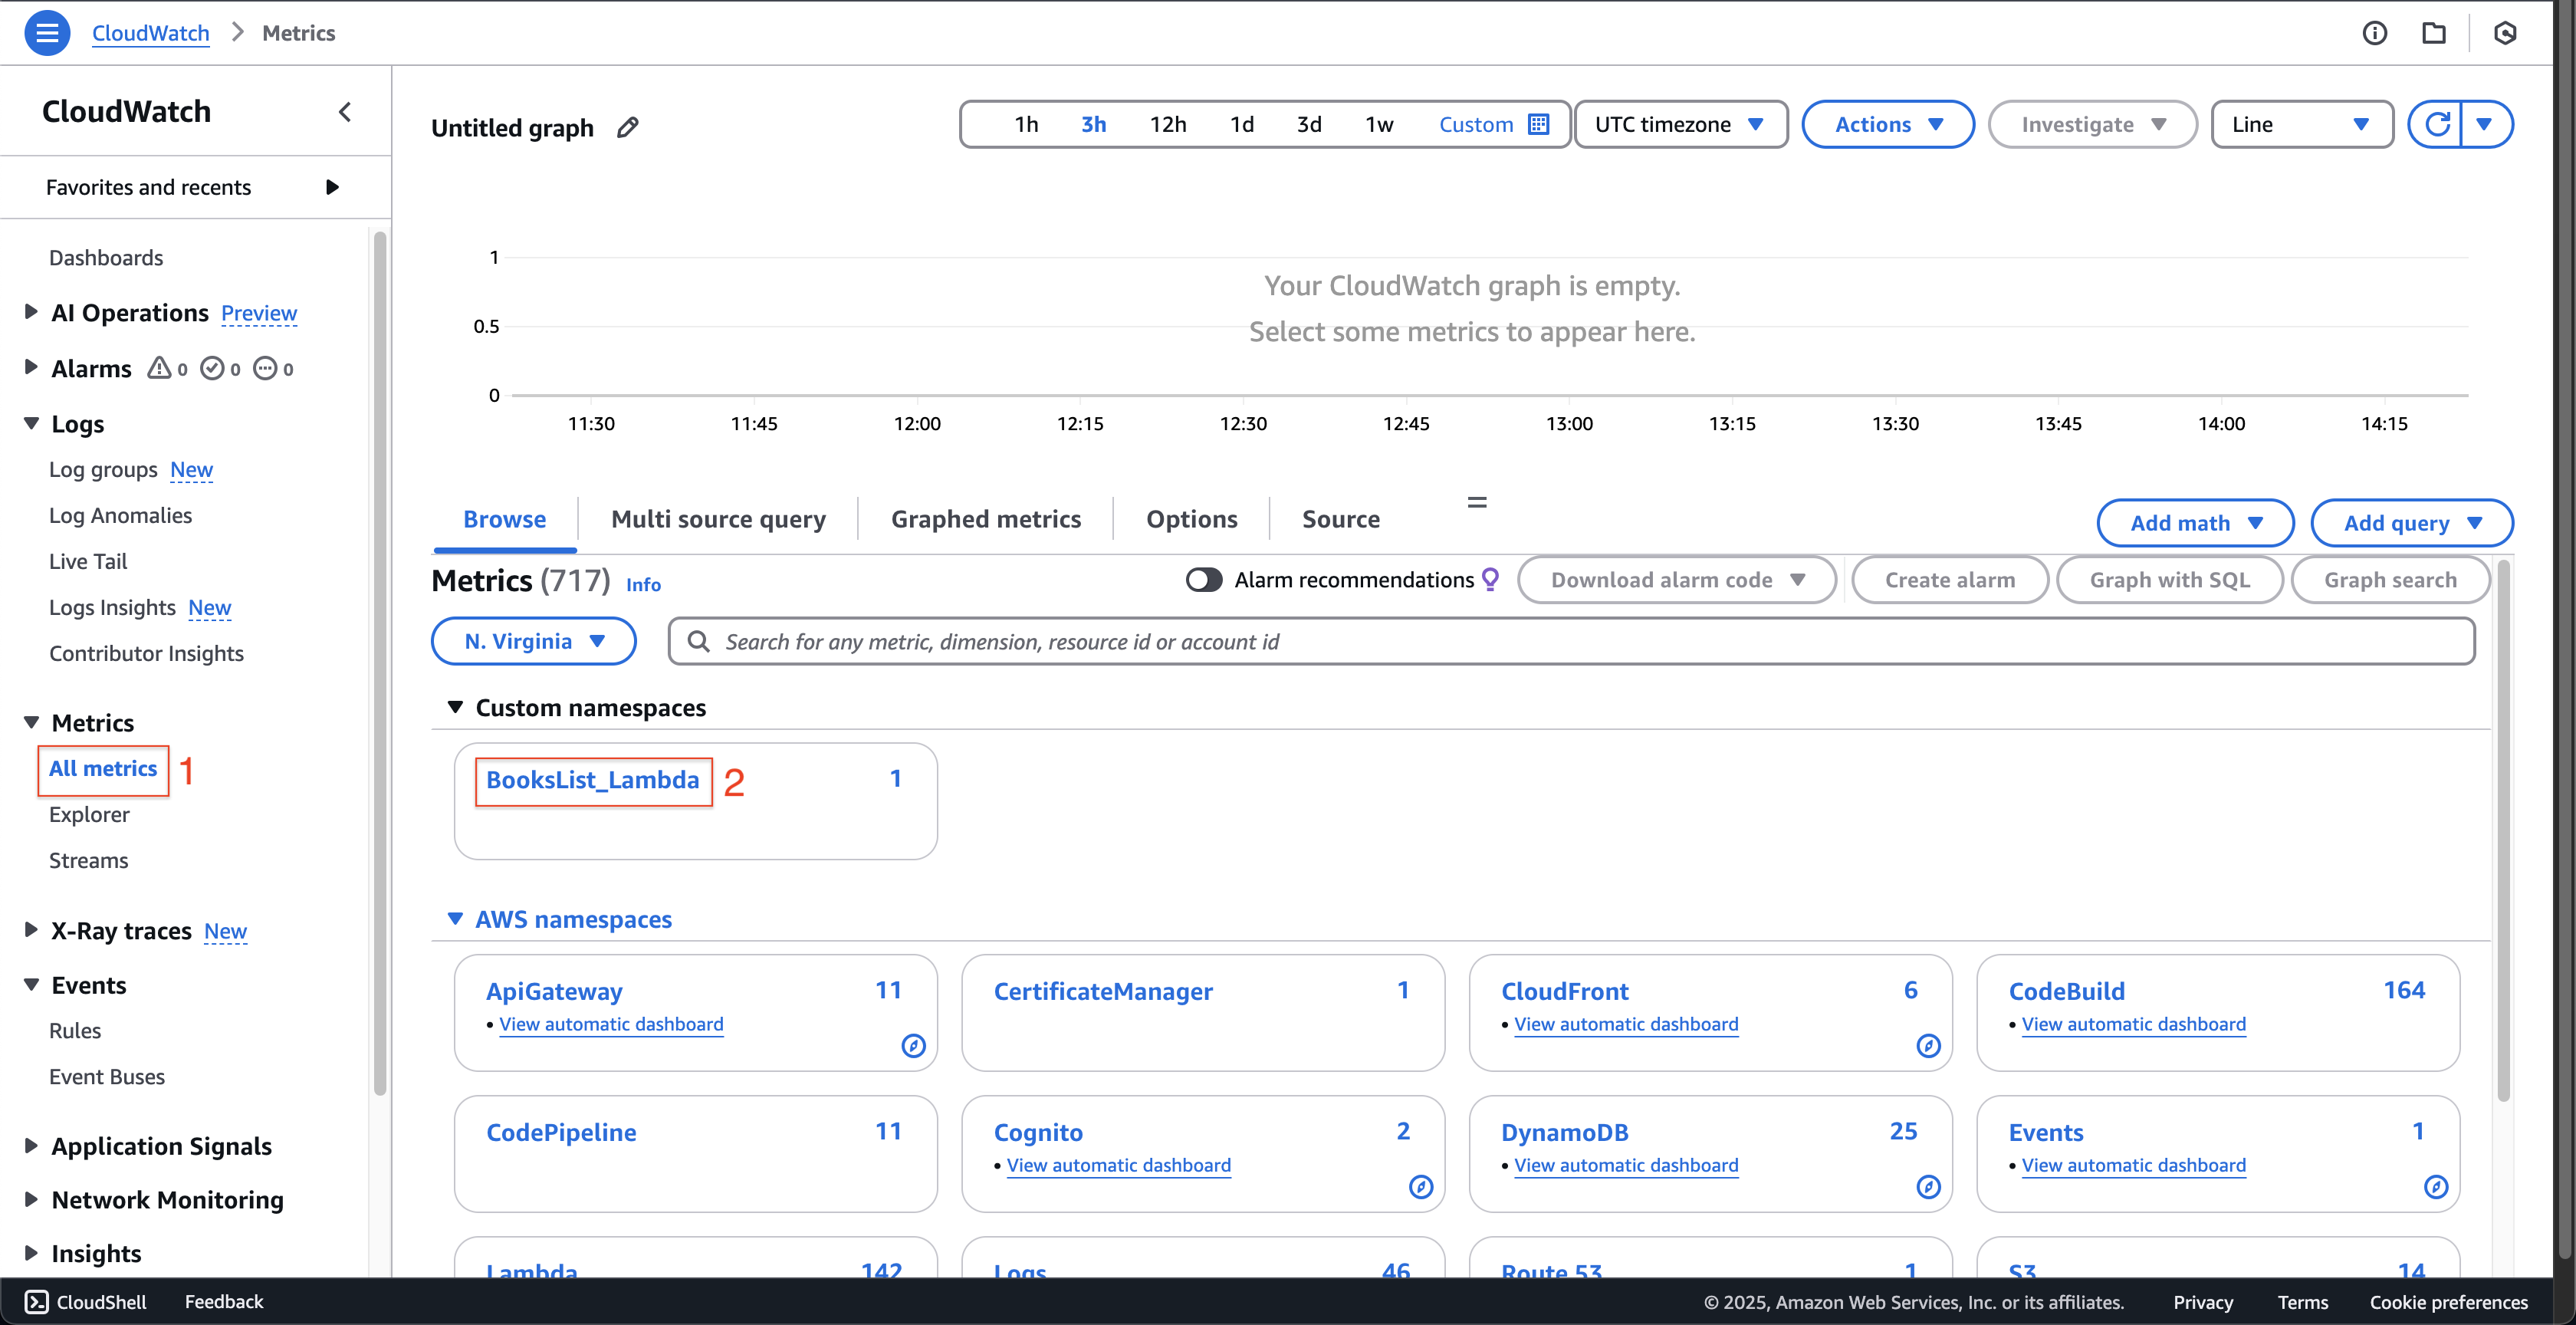 CloudWatch > Metrics
CloudWatch
Favorites and recents
Dashboards
AI Operations Preview
Alarms 0 0 0
Logs
Log groups New
Log Anomalies
Live Tail
Logs Insights New
Contributor Insights
Metrics
All metrics 1
Explorer
Streams
X-Ray traces New
Events
Rules
Event Buses
Application Signals
Network Monitoring
Insights
Untitled graph
1h 3h 12h 1d 3d 1w Custom UTC timezone Actions Investigate Line
1
0.5
0
Your CloudWatch graph is empty.
Select some metrics to appear here.
11:30 11:45 12:00 12:15 12:30 12:45 13:00 13:15 13:30 13:45 14:00 14:15
Browse Multi source query Graphed metrics Options Source Add math Add query
Metrics (717) Info Alarm recommendations Download alarm code Create alarm Graph with SQL Graph search
N. Virginia Search for any metric, dimension, resource id or account id
Custom namespaces
BooksList_Lambda 2 1
AWS namespaces
ApiGateway 11 CertificateManager 1 CloudFront 6 CodeBuild 164
• View automatic dashboard • View automatic dashboard • View automatic dashboard
CodePipeline 11 Cognito 2 DynamoDB 25 Events 1
• View automatic dashboard • View automatic dashboard • View automatic dashboard
Lambda 142 Logs 46 Route 53 1 S3 14
CloudShell Feedback © 2025, Amazon Web Services, Inc. or its affiliates. Privacy Terms Cookie preferences